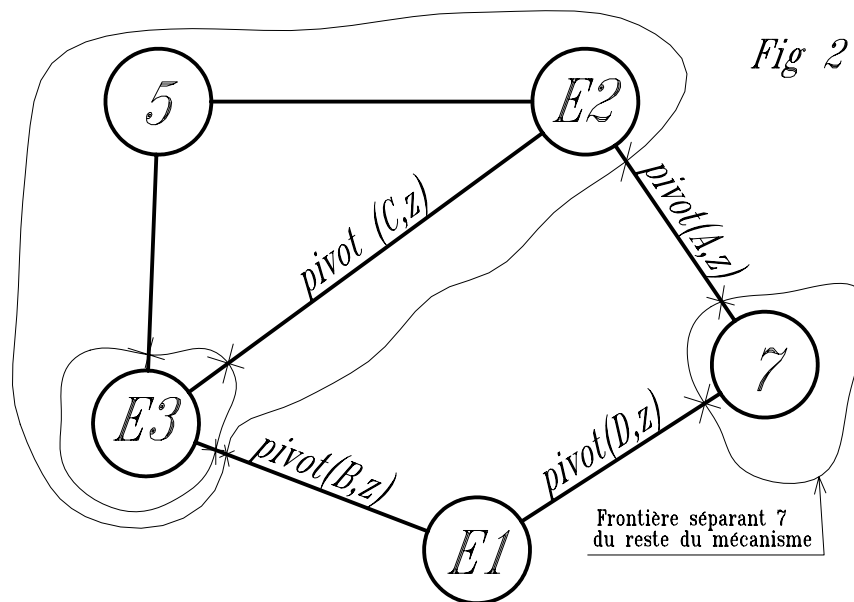 Fig 2
5
E2
pivot (C,z)
pivot(A,z)
7
E3
pivot(B,z)
pivot(D,z)
E1
Frontière séparant 7
du reste du mécanisme